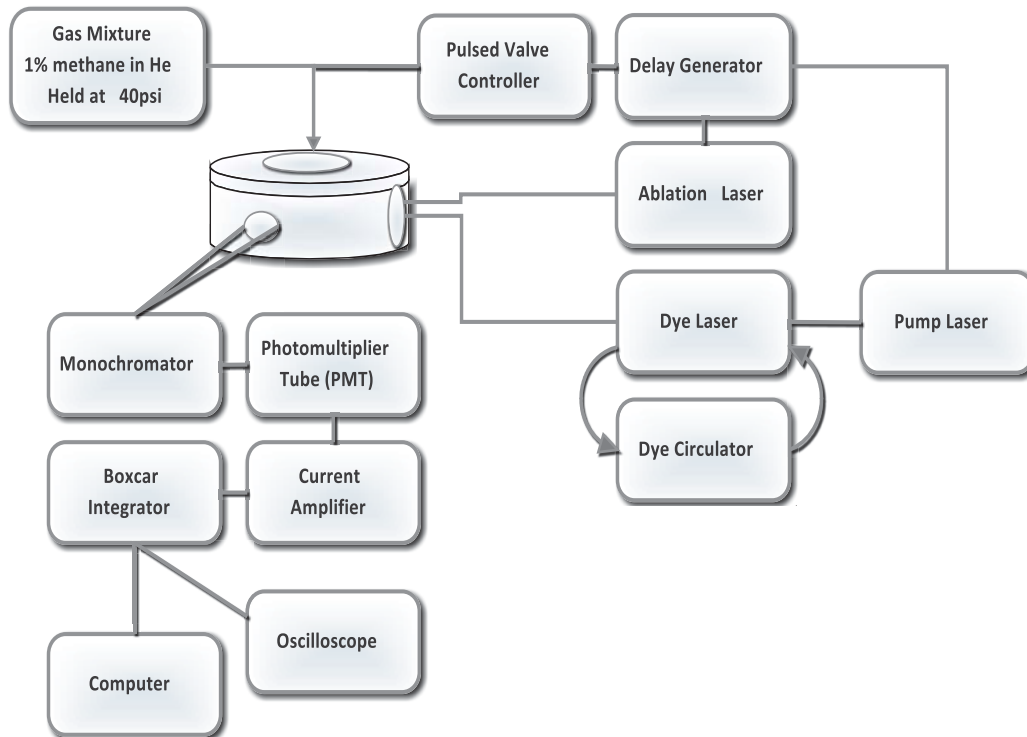 Gas Mixture
1% methane in He
Held at 40psi
Pulsed Valve
Controller
Delay Generator
Ablation Laser
Dye Laser
Pump Laser
Dye Circulator
Monochromator
Photomultiplier
Tube (PMT)
Boxcar
Integrator
Current
Amplifier
Oscilloscope
Computer